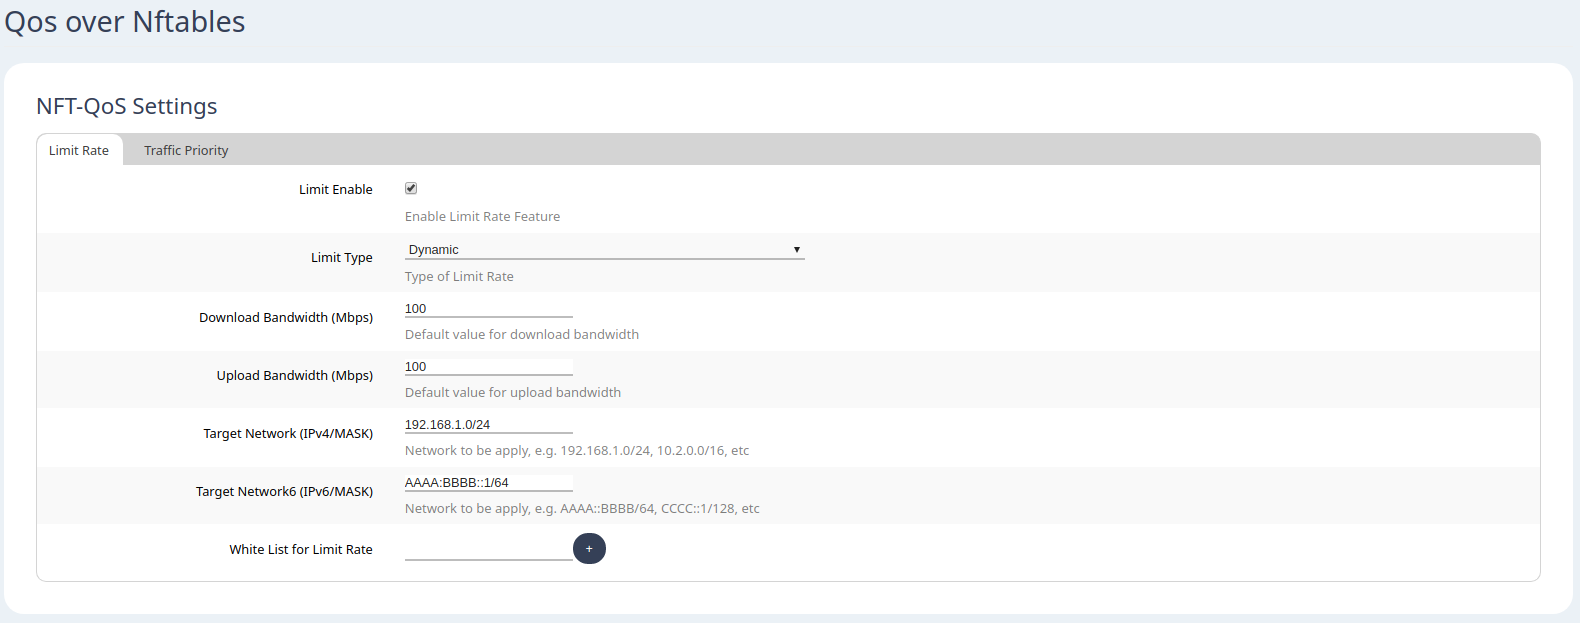 Qos over Nftables
NFT-QoS Settings
Limit Rate Traffic Priority
Limit Enable
Enable Limit Rate Feature
Limit Type Dynamic
Type of Limit Rate
Download Bandwidth (Mbps) 100
Default value for download bandwidth
Upload Bandwidth (Mbps) 100
Default value for upload bandwidth
Target Network (IPv4/MASK) 192.168.1.0/24
Network to be apply, e.g. 192.168.1.0/24, 10.2.0.0/16, etc
Target Network6 (IPv6/MASK) AAAA:BBBB::1/64
Network to be apply, e.g. AAAA::BBBB/64, CCCC::1/128, etc
White List for Limit Rate +